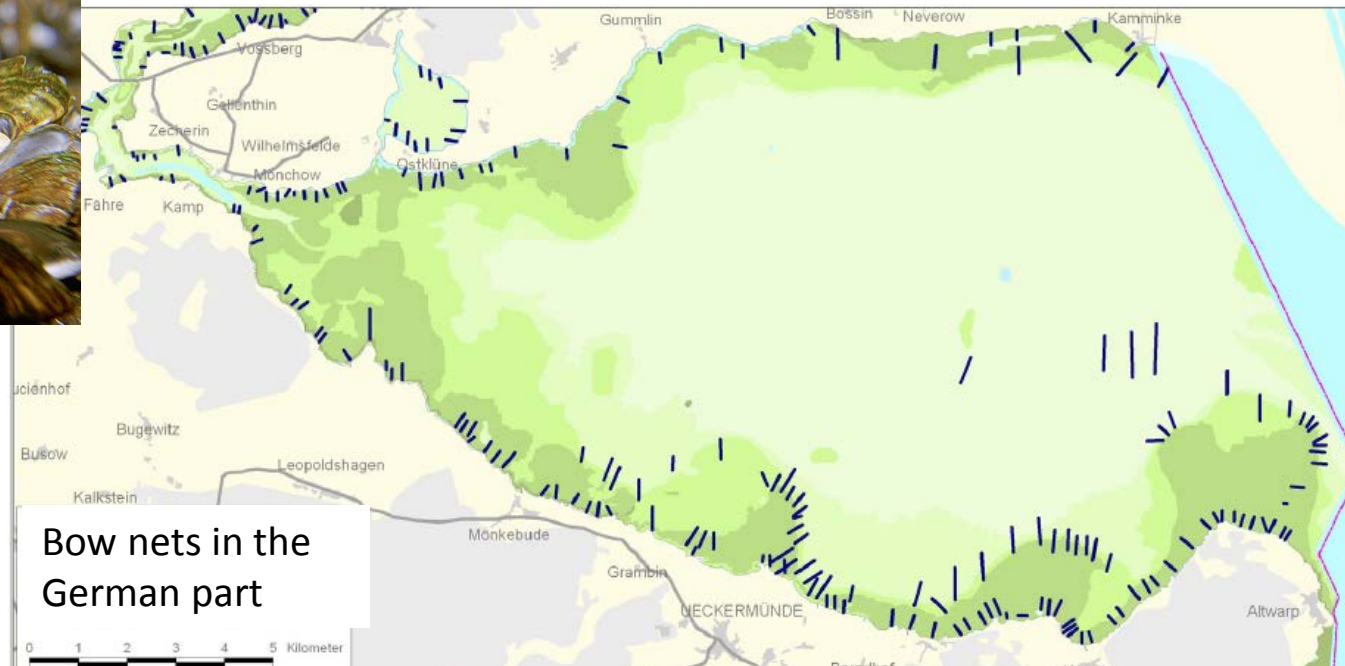 Gummlin
Bossin
Neverow
Kamminke
Vossberg
Gellenthin
Zecherin
Wilhelmsfelde
Ostklüne
Mönchow
Fähre
Kamp
ucienhof
Bugewitz
Busow
Leopoldshagen
Kalkstein
Mönkebude
Bow nets in the
German part
Grambin
UECKERMÜNDE
Altwarp
0 1 2 3 4 5 Kilometer